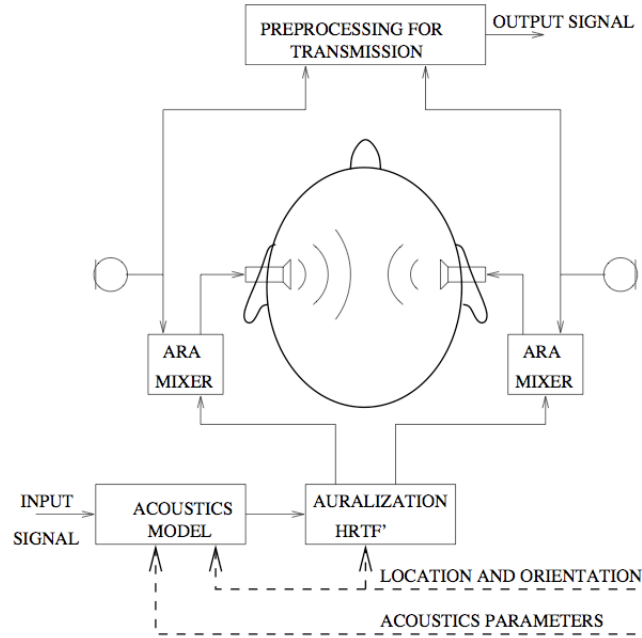 PREPROCESSING FOR
TRANSMISSION
OUTPUT SIGNAL
ARA
MIXER
ARA
MIXER
INPUT
SIGNAL
ACOUSTICS
MODEL
AURALIZATION
HRTF'
LOCATION AND ORIENTATION
ACOUSTICS PARAMETERS